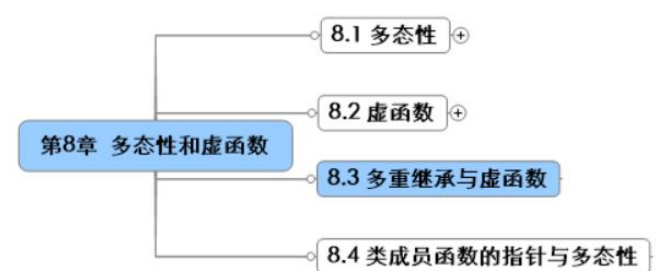 8.1 多态性
8.2 虚函数
第8章 多态性和虚函数
8.3 多重继承与虚函数
8.4 类成员函数的指针与多态性